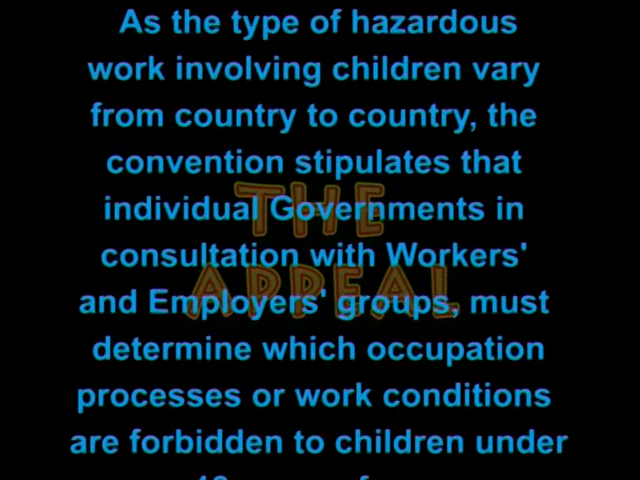 As the type of hazardous
work involving children vary
from country to country, the
convention stipulates that
individual Governments in
consultation with Workers'
and Employers' groups, must
determine which occupation
processes or work conditions
are forbidden to children under
THE
APPEAL